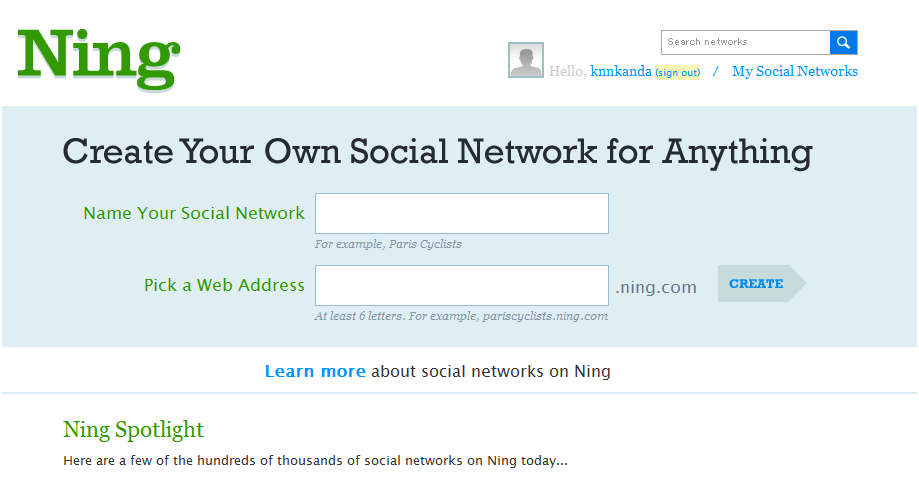 Ning
Search networks
Hello, knnkanda (sign out) / My Social Networks
Create Your Own Social Network for Anything
Name Your Social Network
For example, Paris Cyclists
Pick a Web Address .ning.com CREATE
At least 6 letters. For example, pariscyclists.ning.com
Learn more about social networks on Ning
Ning Spotlight
Here are a few of the hundreds of thousands of social networks on Ning today...